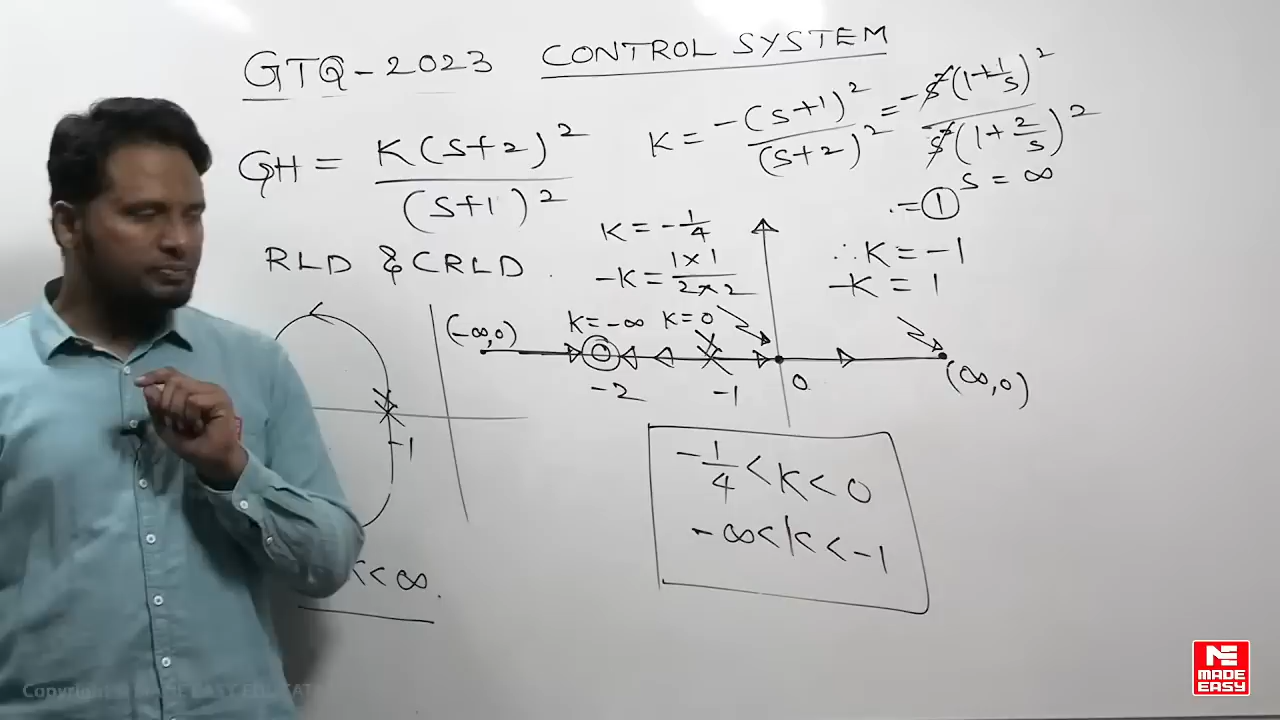 GTQ-2023 CONTROL SYSTEM
GH = K(s+2)² / (s+1)²
K = -(s+1)² / (s+2)² = -s²(1+1/s)² / s²(1+2/s)²
s = ∞
.= 1
RLD & CRLD.
K = -1/4
-K = 1×1 / 2×2
∴ K = -1
-K = 1
(-∞,0) K=-∞ K=0
-2 -1 0 (∞,0)
-1
-1/4 < K < 0
-∞ < K < -1
< ∞.
MADE EASY